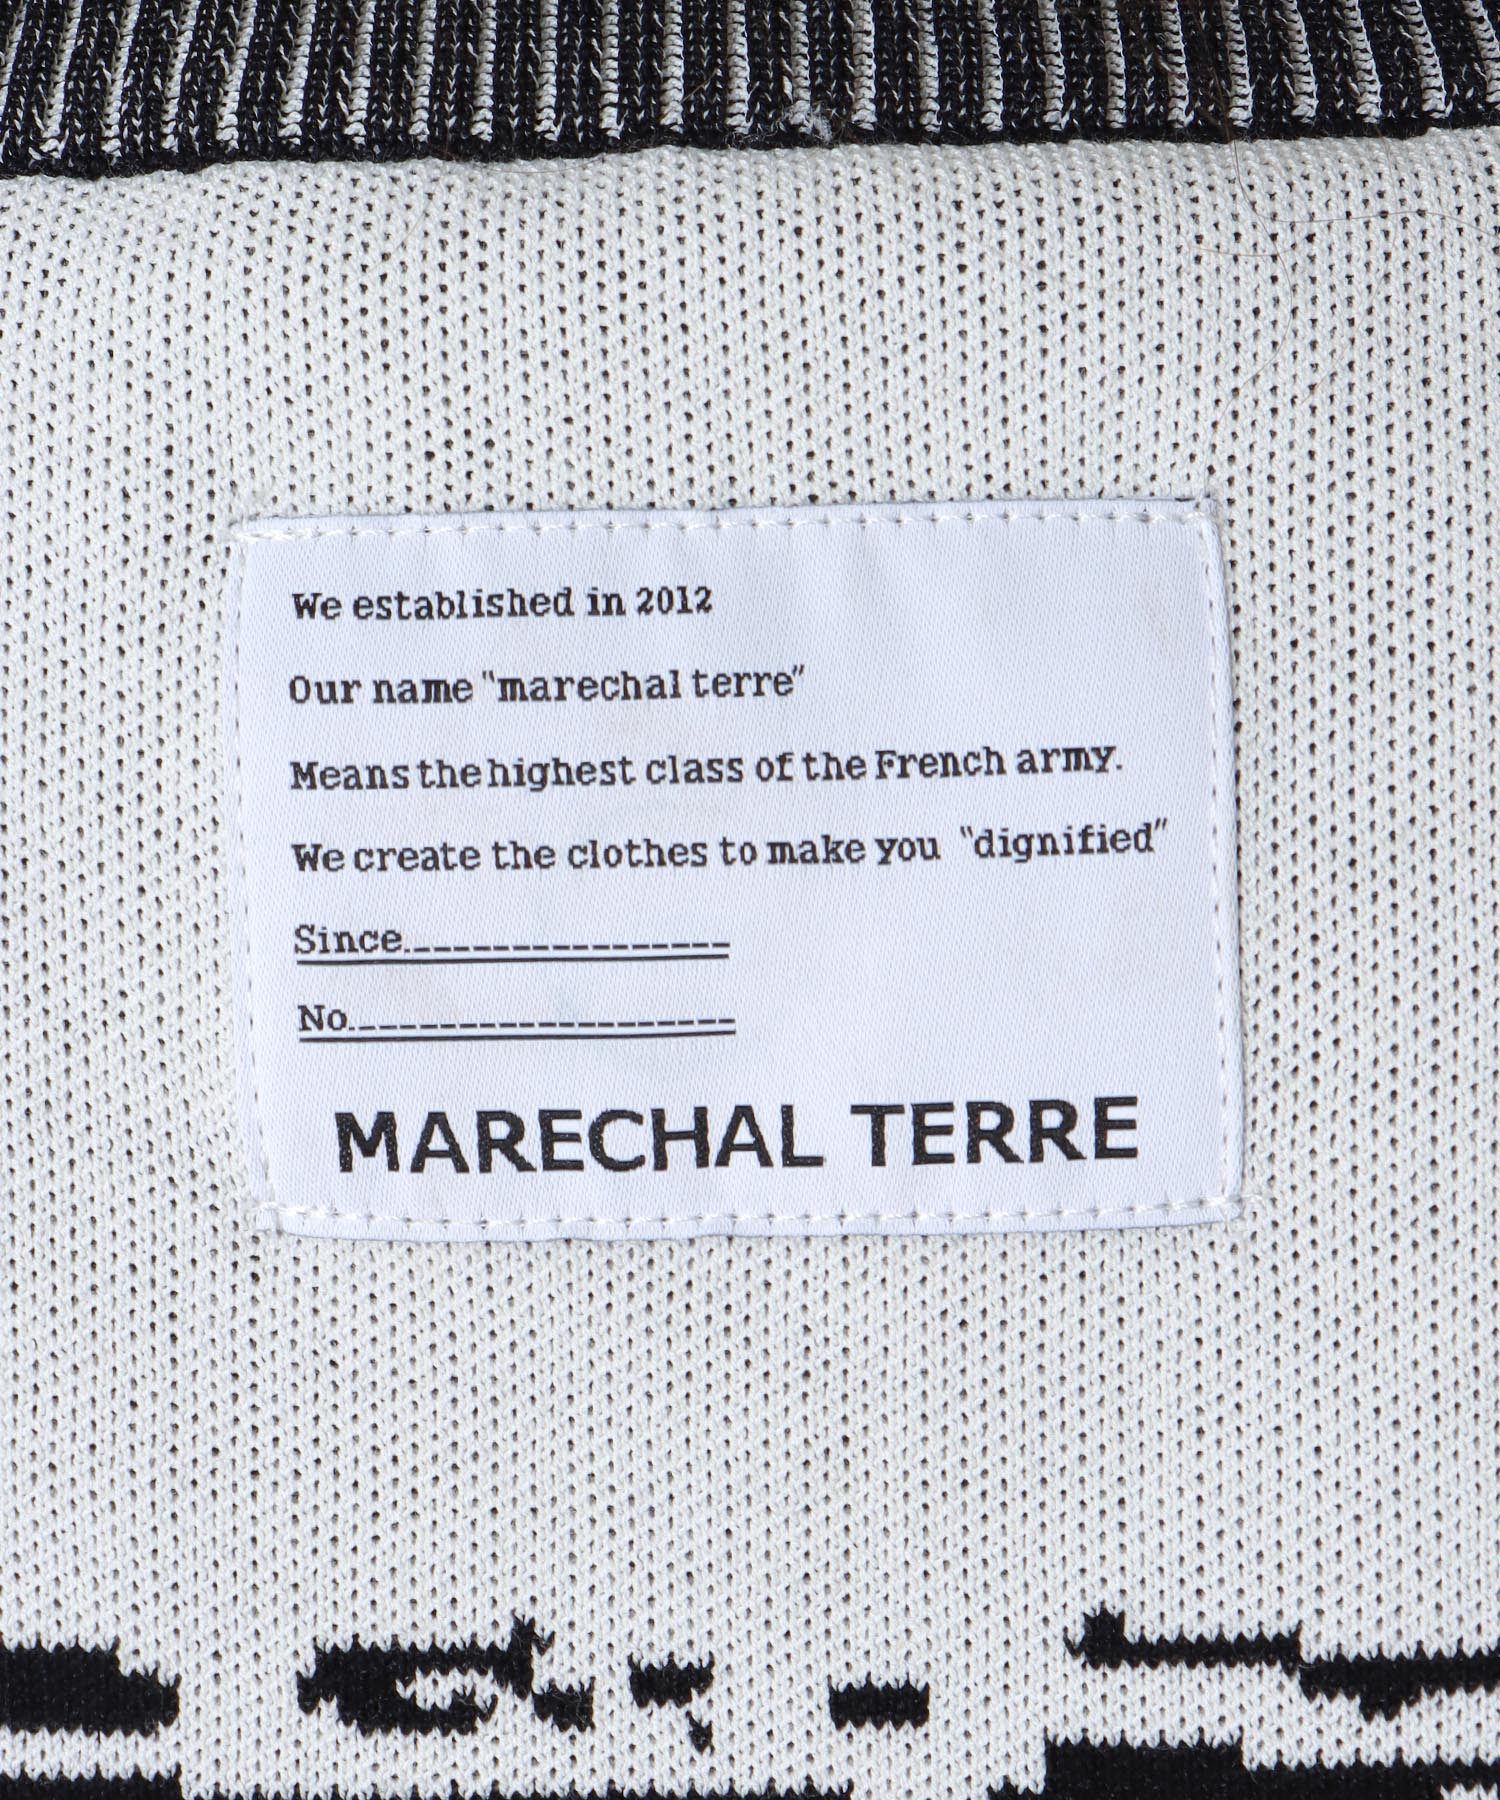 We established in 2012
Our name "marechal terre"
Means the highest class of the French army.
We create the clothes to make you "dignified"
Since
No.
MARECHAL TERRE